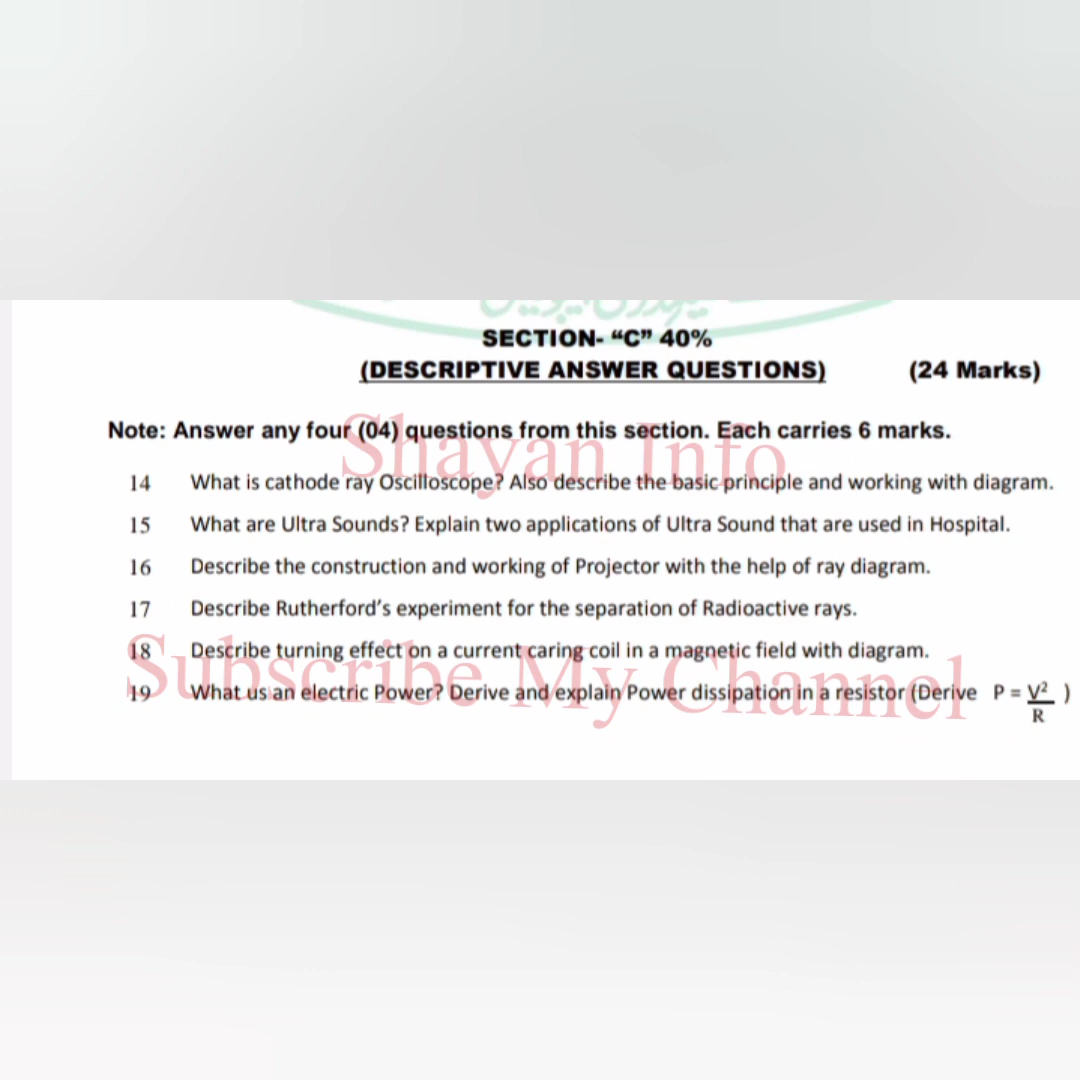 SECTION- “C” 40%
(DESCRIPTIVE ANSWER QUESTIONS) (24 Marks)
Note: Answer any four (04) questions from this section. Each carries 6 marks.
Shayan Info
14 What is cathode ray Oscilloscope? Also describe the basic principle and working with diagram.
15 What are Ultra Sounds? Explain two applications of Ultra Sound that are used in Hospital.
16 Describe the construction and working of Projector with the help of ray diagram.
17 Describe Rutherford’s experiment for the separation of Radioactive rays.
18 Describe turning effect on a current caring coil in a magnetic field with diagram.
Subscribe My Channel
19 What us an electric Power? Derive and explain Power dissipation in a resistor (Derive P = V²/R )